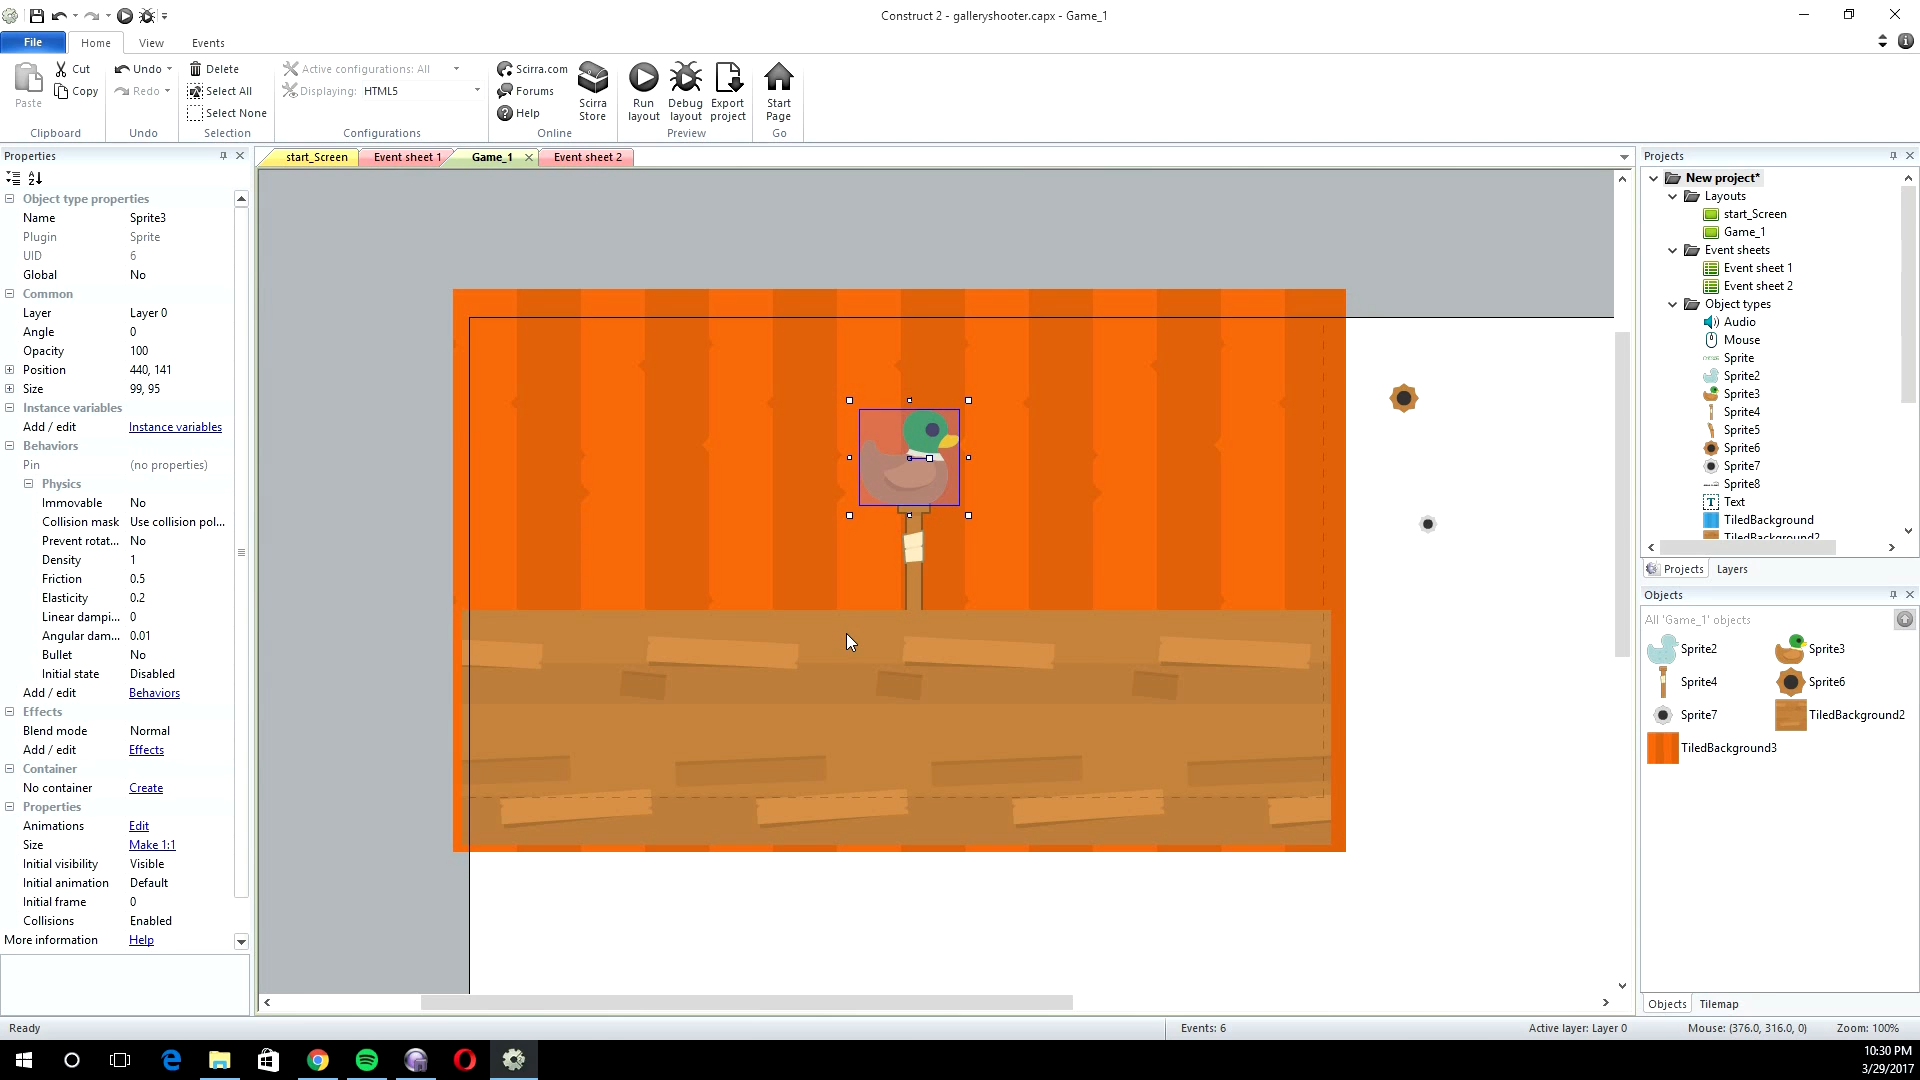 Construct 2 - galleryshooter.capx - Game_1
File Home View Events
Paste
Cut
Copy
Clipboard
Undo
Redo
Undo
Delete
Select All
Select None
Selection
Active configurations: All
Displaying: HTML5
Configurations
Scirra.com
Forums
Help
Scirra Store
Online
Run layout
Debug layout
Export project
Preview
Start Page
Go
Properties
Object type properties
Name Sprite3
Plugin Sprite
UID 6
Global No
Common
Layer Layer 0
Angle 0
Opacity 100
Position 440, 141
Size 99, 95
Instance variables
Add / edit Instance variables
Behaviors
Pin (no properties)
Physics
Immovable No
Collision mask Use collision pol...
Prevent rotat... No
Density 1
Friction 0.5
Elasticity 0.2
Linear dampi... 0
Angular dam... 0.01
Bullet No
Initial state Disabled
Add / edit Behaviors
Effects
Blend mode Normal
Add / edit Effects
Container
No container Create
Properties
Animations Edit
Size Make 1:1
Initial visibility Visible
Initial animation Default
Initial frame 0
Collisions Enabled
More information Help
start_Screen Event sheet 1 Game_1 Event sheet 2
Projects
New project*
Layouts
start_Screen
Game_1
Event sheets
Event sheet 1
Event sheet 2
Object types
Audio
Mouse
Sprite
Sprite2
Sprite3
Sprite4
Sprite5
Sprite6
Sprite7
Sprite8
Text
TiledBackground
TiledBackground2
Projects Layers
Objects
All 'Game_1' objects
Sprite2 Sprite3
Sprite4 Sprite6
Sprite7 TiledBackground2
TiledBackground3
Objects Tilemap
Ready Events: 6 Active layer: Layer 0 Mouse: (376.0, 316.0, 0) Zoom: 100%
10:30 PM
3/29/2017